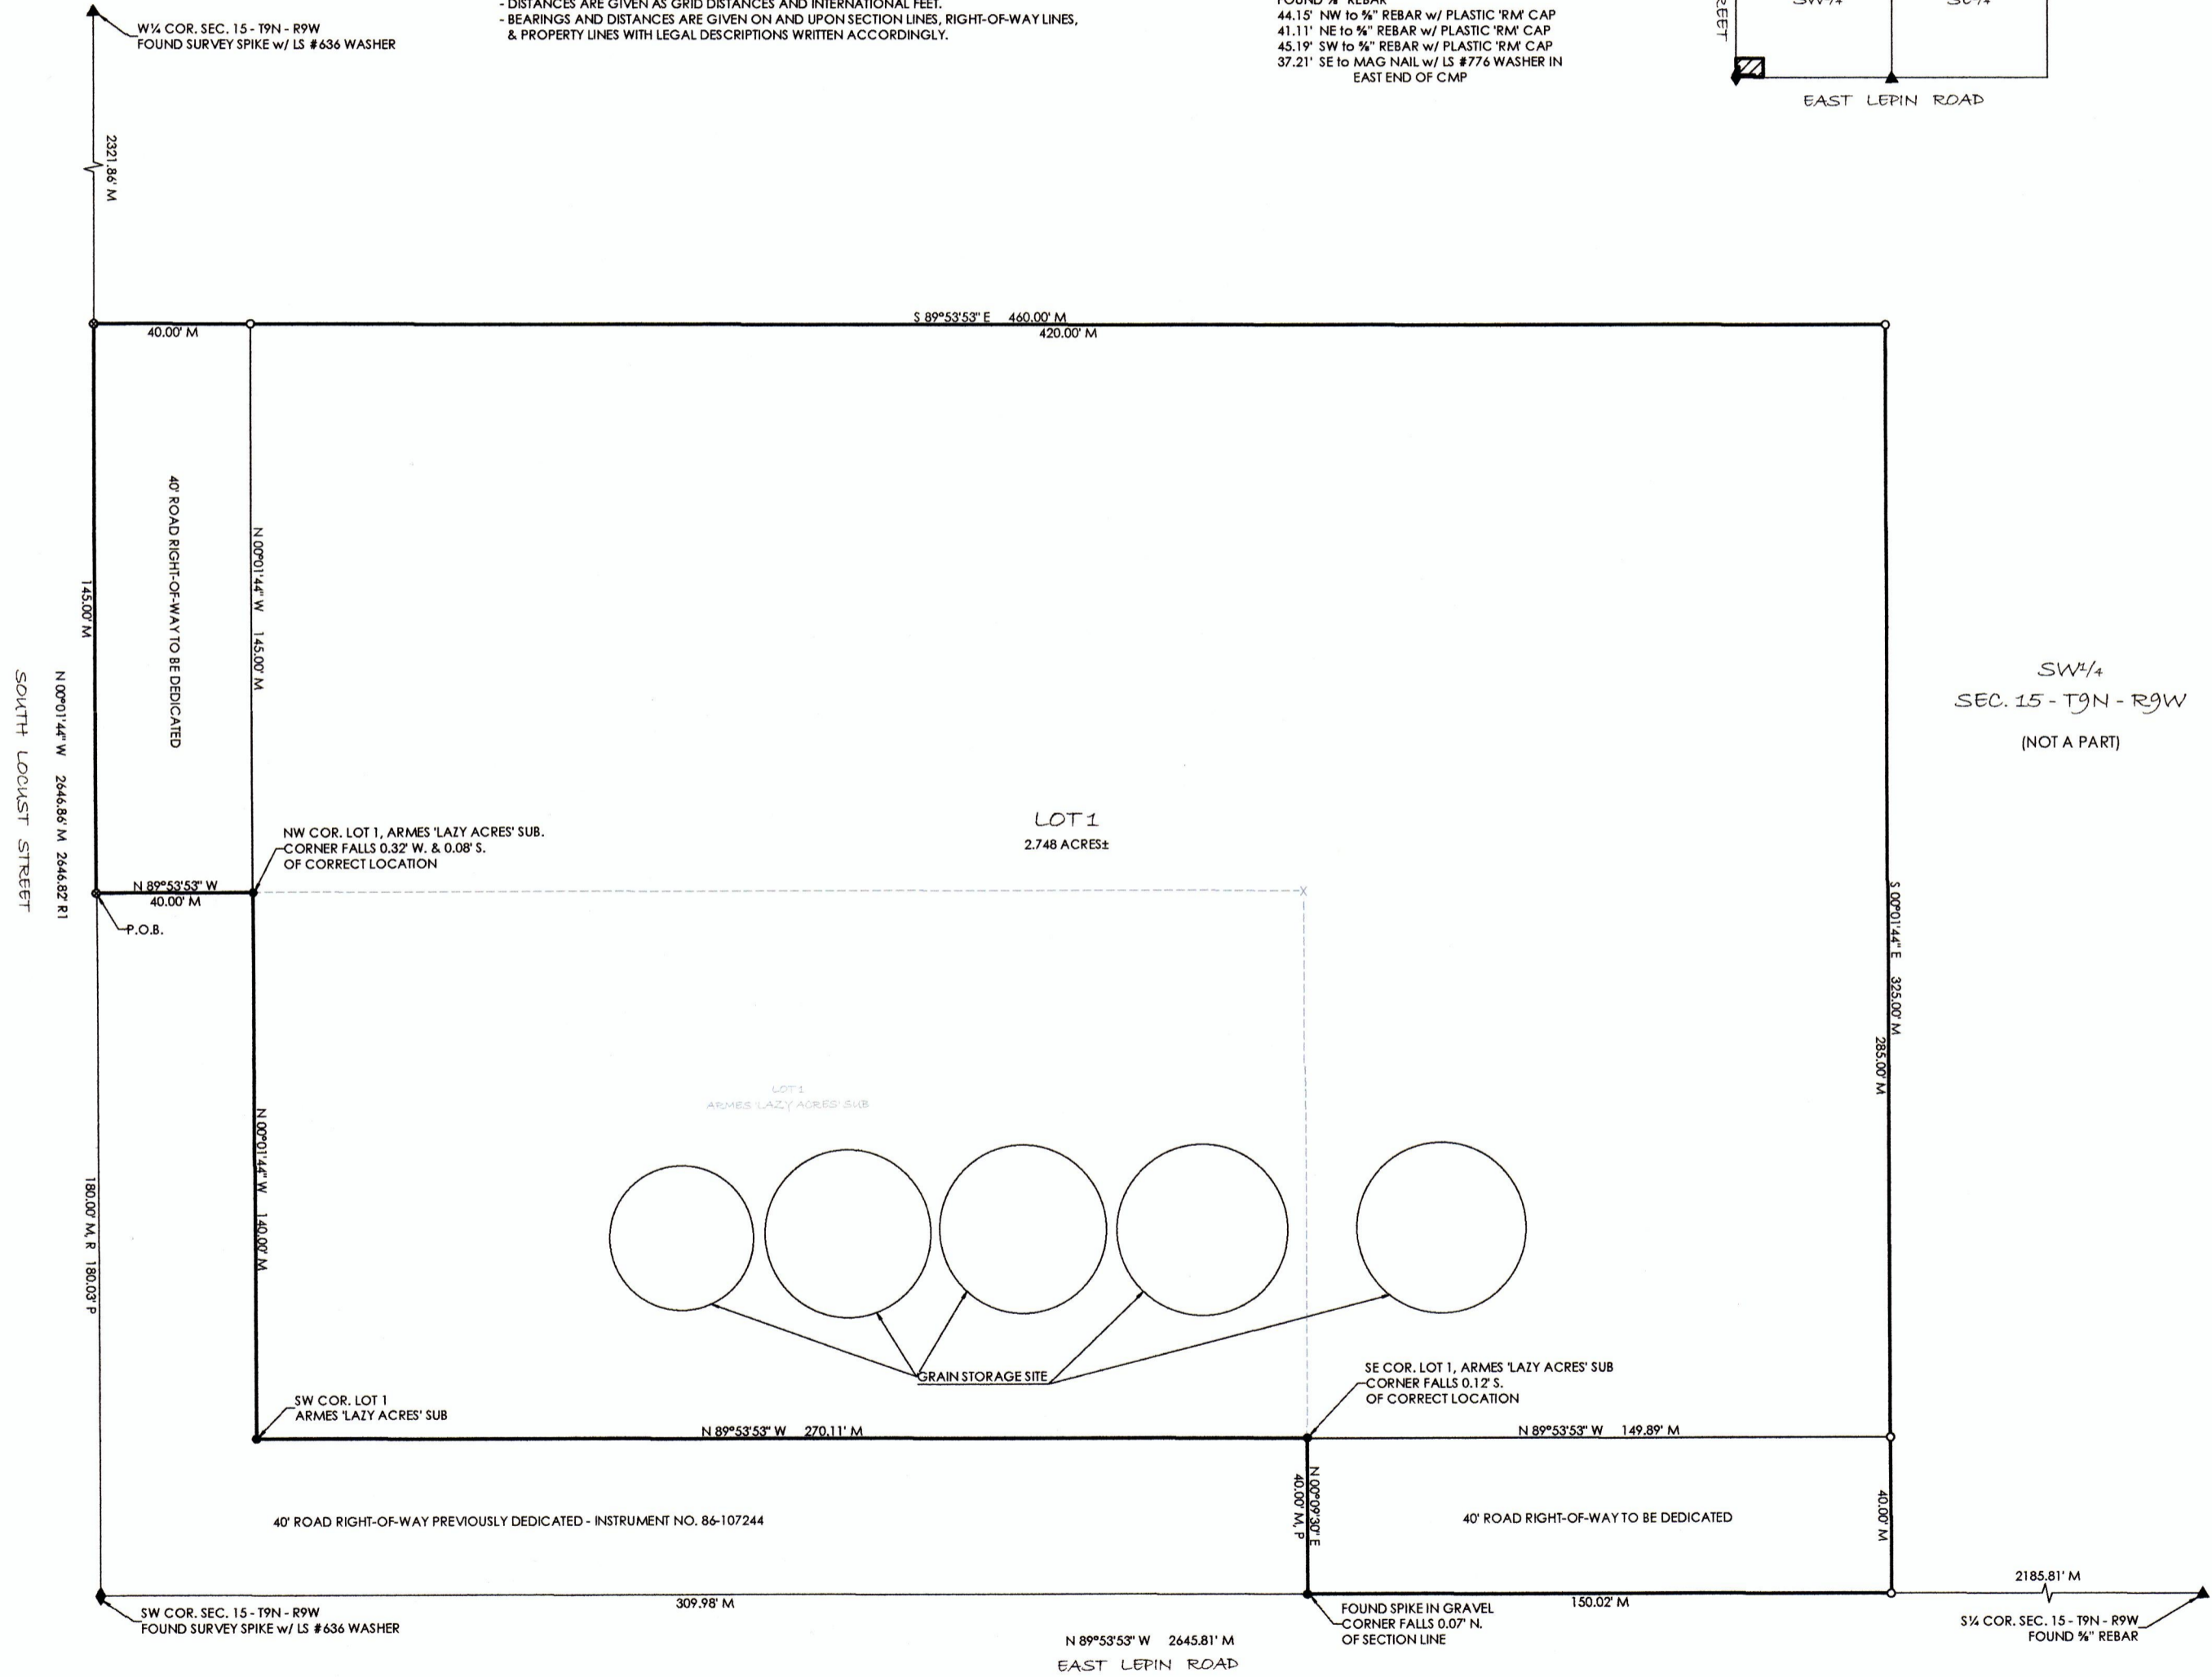 - DISTANCES ARE GIVEN AS GRID DISTANCES AND INTERNATIONAL FEET.
- BEARINGS AND DISTANCES ARE GIVEN ON AND UPON SECTION LINES, RIGHT-OF-WAY LINES,
& PROPERTY LINES WITH LEGAL DESCRIPTIONS WRITTEN ACCORDINGLY.
W¼ COR. SEC. 15 - T9N - R9W
FOUND SURVEY SPIKE w/ LS #636 WASHER
FOUND ⅝" REBAR
44.15' NW to ⅝" REBAR w/ PLASTIC 'RM' CAP
41.11' NE to ⅝" REBAR w/ PLASTIC 'RM' CAP
45.19' SW to ⅝" REBAR w/ PLASTIC 'RM' CAP
37.21' SE to MAG NAIL w/ LS #776 WASHER IN
EAST END OF CMP
SW¼
SE¼
EAST LEPIN ROAD
2321.86' M
S 89°53'53" E 460.00' M
40.00' M
420.00' M
40' ROAD RIGHT-OF-WAY TO BE DEDICATED
N 00°01'44" W 145.00' M
145.00' M
N 00°01'44" W 2646.86' M 2646.82' R1
SOUTH LOCUST STREET
SW¼
SEC. 15 - T9N - R9W
(NOT A PART)
LOT 1
2.748 ACRES±
NW COR. LOT 1, ARMES 'LAZY ACRES' SUB.
CORNER FALLS 0.32' W. & 0.08' S.
OF CORRECT LOCATION
N 89°53'53" W
40.00' M
P.O.B.
S 00°01'44" E 325.00' M
285.00' M
LOT 1
ARMES 'LAZY ACRES' SUB
N 00°01'44" W 140.00' M
180.00' M, R 180.03' P
GRAIN STORAGE SITE
SE COR. LOT 1, ARMES 'LAZY ACRES' SUB
CORNER FALLS 0.12' S.
OF CORRECT LOCATION
SW COR. LOT 1
ARMES 'LAZY ACRES' SUB
N 89°53'53" W 270.11' M
N 89°53'53" W 149.89' M
N 00°09'30" E
40.00' M, P
40.00' M
40' ROAD RIGHT-OF-WAY PREVIOUSLY DEDICATED - INSTRUMENT NO. 86-107244
40' ROAD RIGHT-OF-WAY TO BE DEDICATED
2185.81' M
309.98' M
150.02' M
SW COR. SEC. 15 - T9N - R9W
FOUND SURVEY SPIKE w/ LS #636 WASHER
FOUND SPIKE IN GRAVEL
CORNER FALLS 0.07' N.
OF SECTION LINE
S¼ COR. SEC. 15 - T9N - R9W
FOUND ⅝" REBAR
N 89°53'53" W 2645.81' M
EAST LEPIN ROAD